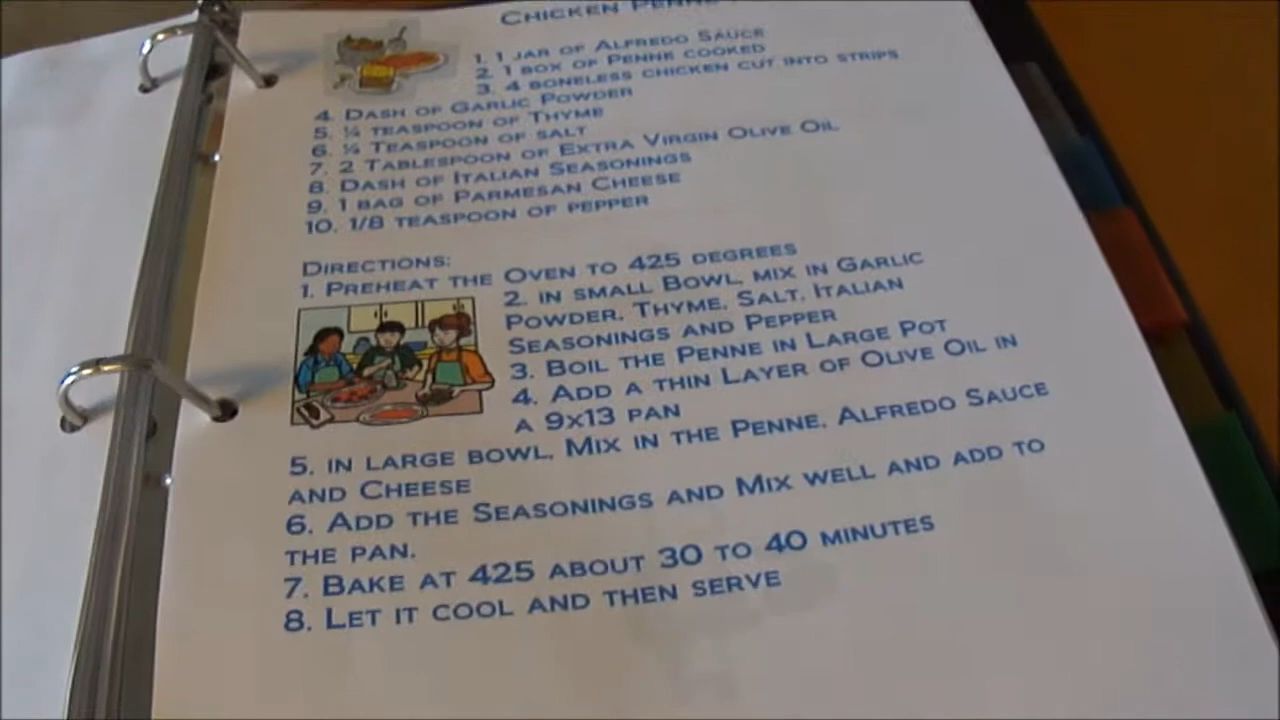 CHICKEN PENNE
1. 1 JAR OF ALFREDO SAUCE
2. 1 BOX OF PENNE COOKED
3. 4 BONELESS CHICKEN CUT INTO STRIPS
4. DASH OF GARLIC POWDER
5. ¼ TEASPOON OF THYME
6. ¼ TEASPOON OF SALT
7. 2 TABLESPOON OF EXTRA VIRGIN OLIVE OIL
8. DASH OF ITALIAN SEASONINGS
9. 1 BAG OF PARMESAN CHEESE
10. 1/8 TEASPOON OF PEPPER
DIRECTIONS:
1. PREHEAT THE OVEN TO 425 DEGREES
2. IN SMALL BOWL, MIX IN GARLIC
POWDER, THYME, SALT, ITALIAN
SEASONINGS AND PEPPER
3. BOIL THE PENNE IN LARGE POT
4. ADD A THIN LAYER OF OLIVE OIL IN
A 9X13 PAN
5. IN LARGE BOWL, MIX IN THE PENNE, ALFREDO SAUCE
AND CHEESE
6. ADD THE SEASONINGS AND MIX WELL AND ADD TO
THE PAN.
7. BAKE AT 425 ABOUT 30 TO 40 MINUTES
8. LET IT COOL AND THEN SERVE